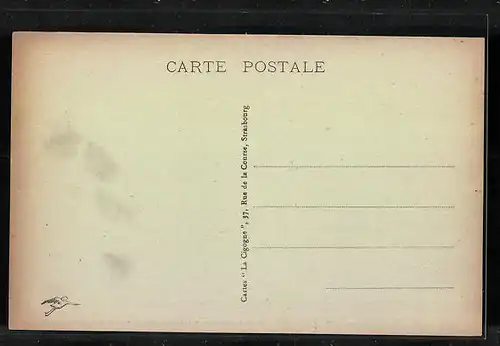 CARTE POSTALE
Cartes "La Cigogne", 37, Rue de la Course, Strasbourg